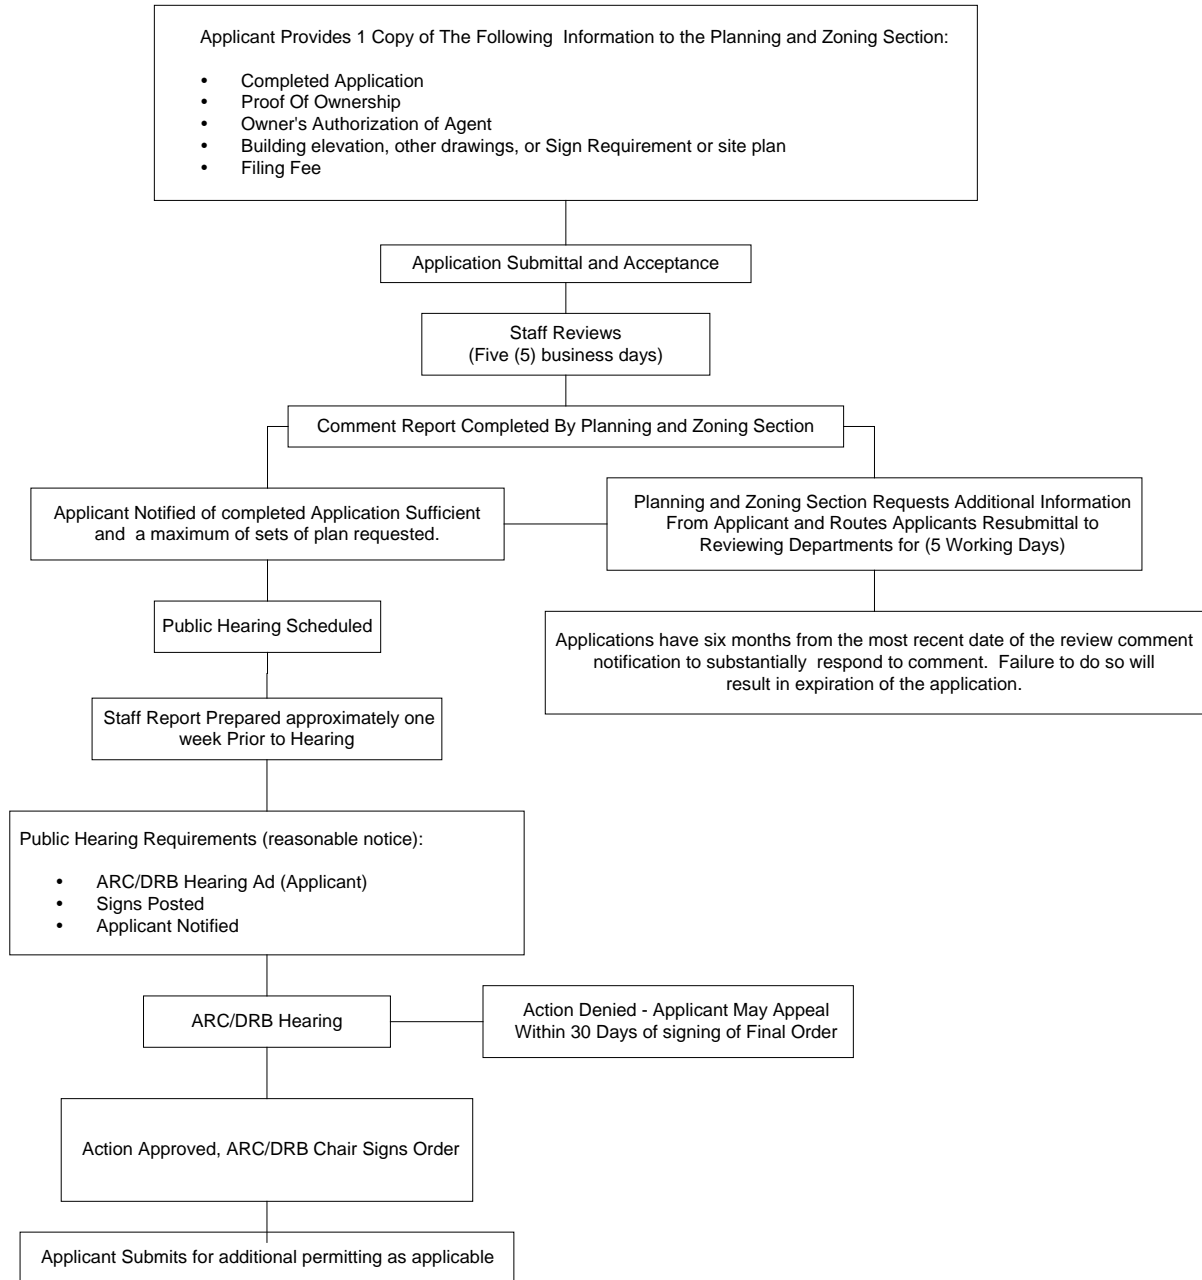 Applicant Provides 1 Copy of The Following Information to the Planning and Zoning Section:
• Completed Application
• Proof Of Ownership
• Owner's Authorization of Agent
• Building elevation, other drawings, or Sign Requirement or site plan
• Filing Fee
Application Submittal and Acceptance
Staff Reviews
(Five (5) business days)
Comment Report Completed By Planning and Zoning Section
Applicant Notified of completed Application Sufficient
and a maximum of sets of plan requested.
Planning and Zoning Section Requests Additional Information
From Applicant and Routes Applicants Resubmittal to
Reviewing Departments for (5 Working Days)
Public Hearing Scheduled
Applications have six months from the most recent date of the review comment
notification to substantially respond to comment. Failure to do so will
result in expiration of the application.
Staff Report Prepared approximately one
week Prior to Hearing
Public Hearing Requirements (reasonable notice):
• ARC/DRB Hearing Ad (Applicant)
• Signs Posted
• Applicant Notified
ARC/DRB Hearing
Action Denied - Applicant May Appeal
Within 30 Days of signing of Final Order
Action Approved, ARC/DRB Chair Signs Order
Applicant Submits for additional permitting as applicable